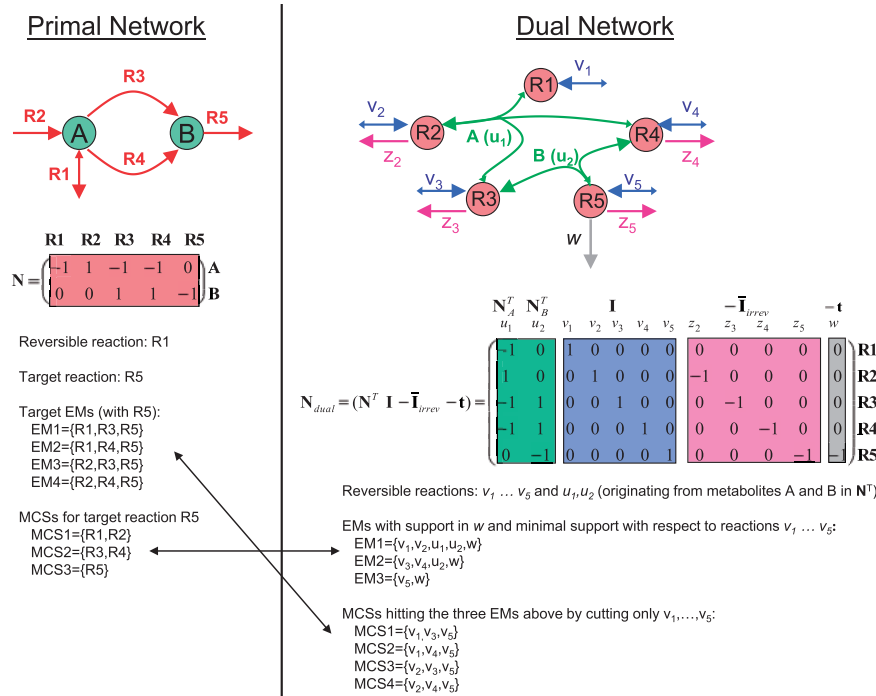 Primal Network
R3
R2
A
B
R5
R4
R1
R1 R2 R3 R4 R5
N = ( −1 1 −1 −1 0 ) A
0 0 1 1 −1 B
Reversible reaction: R1
Target reaction: R5
Target EMs (with R5):
EM1={R1,R3,R5}
EM2={R1,R4,R5}
EM3={R2,R3,R5}
EM4={R2,R4,R5}
MCSs for target reaction R5
MCS1={R1,R2}
MCS2={R3,R4}
MCS3={R5}
Dual Network
R1
v₁
v₂
R2
z₂
A (u₁)
v₄
R4
z₄
B (u₂)
v₃
R3
z₃
v₅
R5
z₅
w
N_A^T N_B^T I −Ī_irrev −t
u₁ u₂ v₁ v₂ v₃ v₄ v₅ z₂ z₃ z₄ z₅ w
−1 0 1 0 0 0 0 0 0 0 0 0 R1
1 0 0 1 0 0 0 −1 0 0 0 0 R2
N_dual = (N^T I −Ī_irrev −t) = ( −1 1 0 0 1 0 0 0 −1 0 0 0 ) R3
−1 1 0 0 0 1 0 0 0 −1 0 0 R4
0 −1 0 0 0 0 1 0 0 0 −1 −1 R5
Reversible reactions: v₁ ... v₅ and u₁,u₂ (originating from metabolites A and B in N^T)
EMs with support in w and minimal support with respect to reactions v₁ ... v₅:
EM1={v₁,v₂,u₁,u₂,w}
EM2={v₃,v₄,u₂,w}
EM3={v₅,w}
MCSs hitting the three EMs above by cutting only v₁,...,v₅:
MCS1={v₁,v₃,v₅}
MCS2={v₁,v₄,v₅}
MCS3={v₂,v₃,v₅}
MCS4={v₂,v₄,v₅}